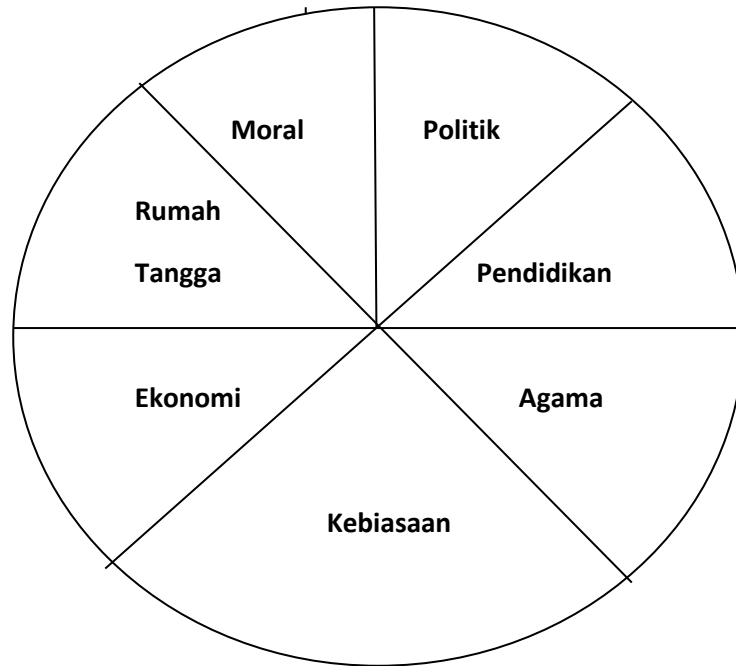 Moral
Politik
Rumah
Tangga
Pendidikan
Ekonomi
Agama
Kebiasaan